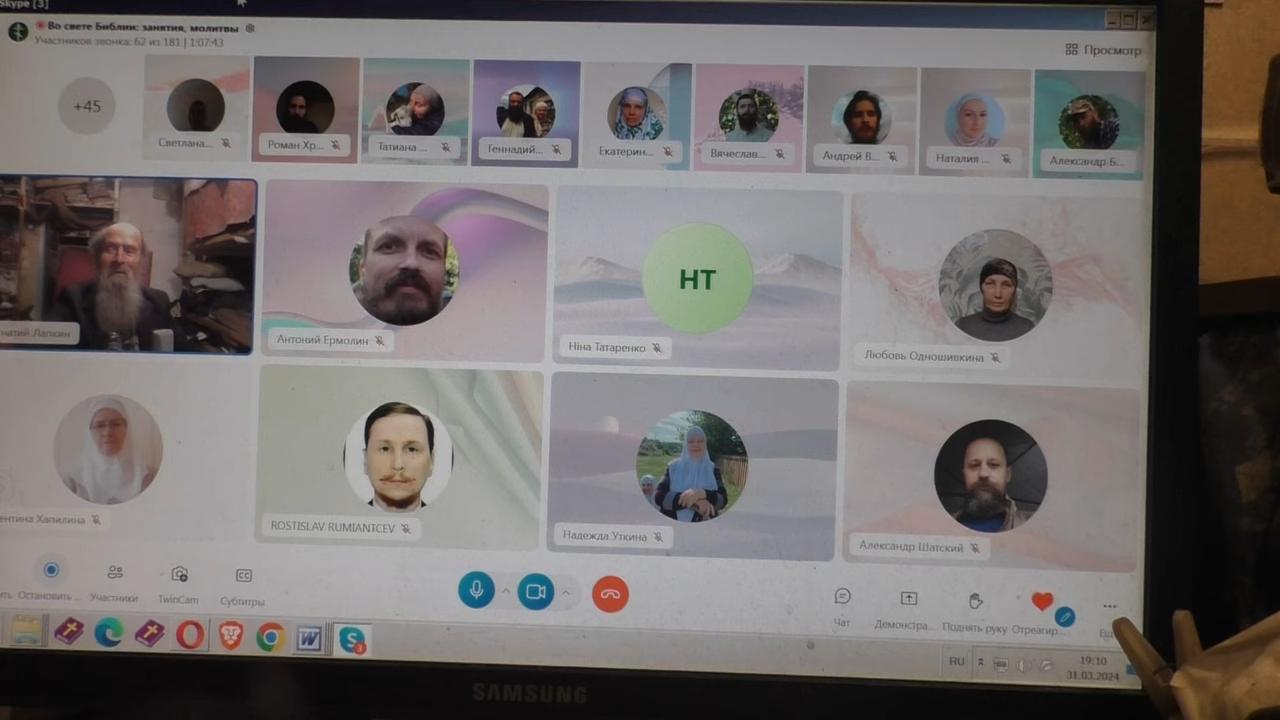 Skype [3]
Во свете Библии: занятия, молитвы
Участников звонка: 62 из 181 | 1:07:43
Просмотр
+45
Светлана...
Роман Хр...
Татиана ...
Геннадий...
Екатерин...
Вячеслав...
Андрей В...
Наталия ...
Александр Б...
натий Лапкин
Антоний Ермолин
НТ
Ніна Татаренко
Любовь Одношивкина
ентина Хапилина
ROSTISLAV RUMIANTCEV
Надежда Уткина
Александр Шатский
Остановить ...
Участники
TwinCam
CC
Субтитры
Чат
Демонстра...
Поднять руку
Отреагир...
RU
19:10
31.03.2024
SAMSUNG